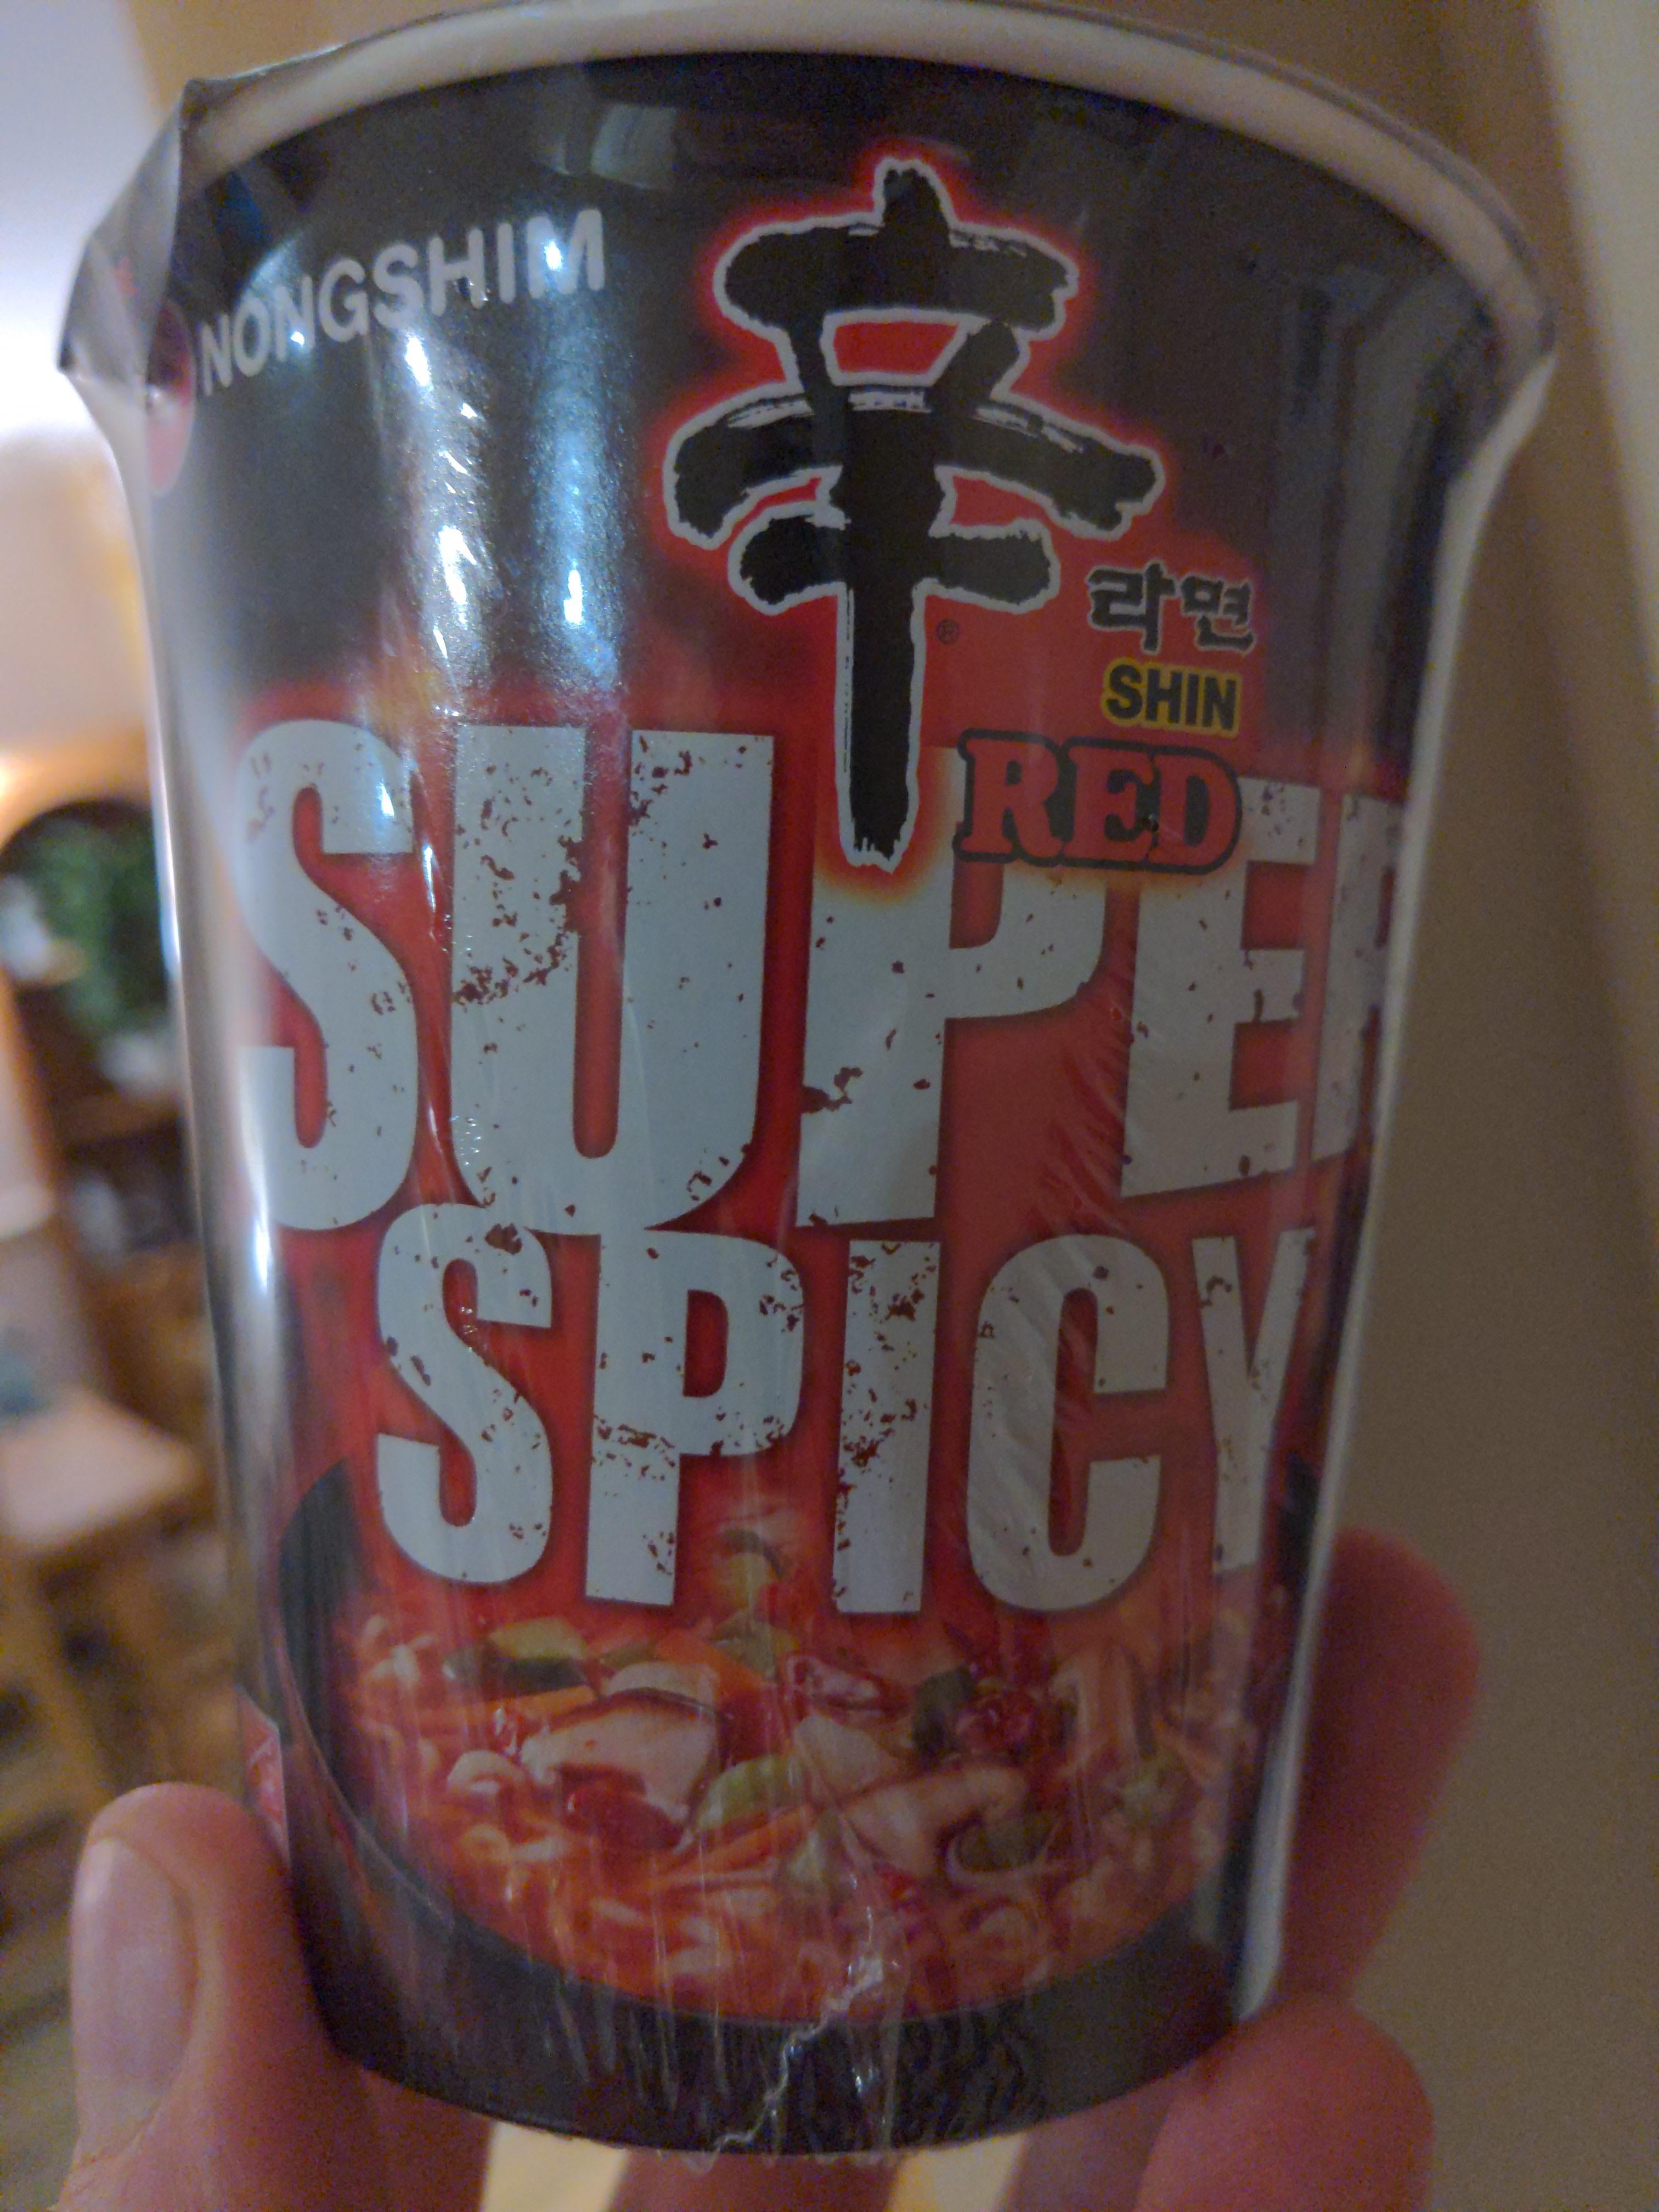 NONGSHIM
辛
®
라면
SHIN
RED
SUPER
SPICY